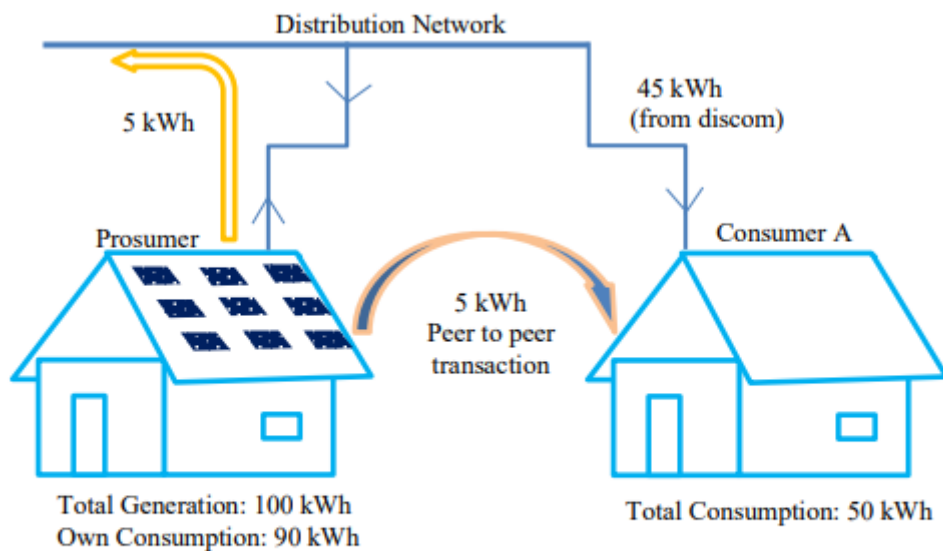 Distribution Network
45 kWh
(from discom)
5 kWh
Prosumer
Consumer A
5 kWh
Peer to peer
transaction
Total Generation: 100 kWh
Own Consumption: 90 kWh
Total Consumption: 50 kWh